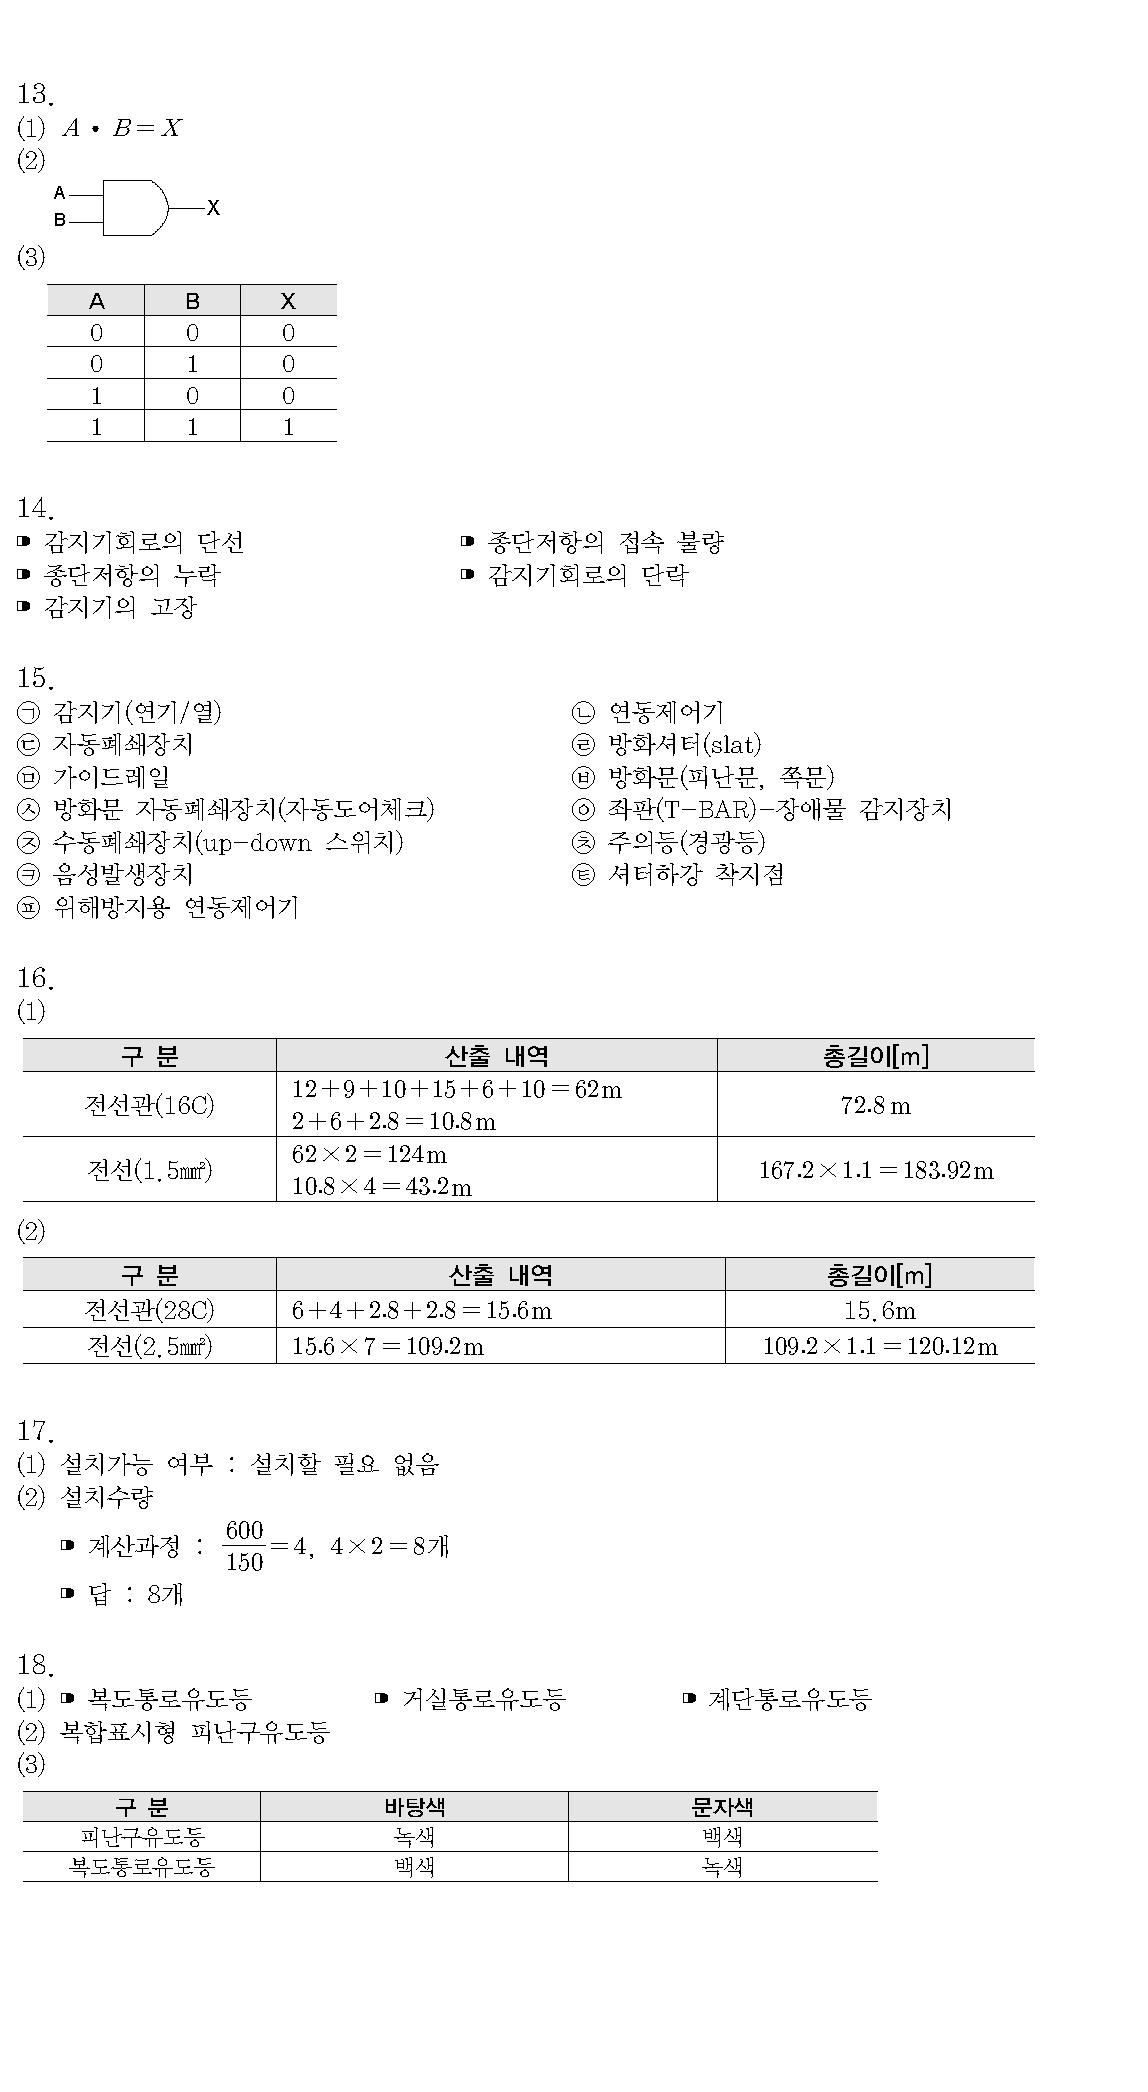 13.
(1) A • B = X
(2)
A
B
X
(3)
A B X
0 0 0
0 1 0
1 0 0
1 1 1
14.
감지기회로의 단선 종단저항의 접속 불량
종단저항의 누락 감지기회로의 단락
감지기의 고장
15.
㉠ 감지기(연기/열) ㉡ 연동제어기
㉢ 자동폐쇄장치 ㉣ 방화셔터(slat)
㉤ 가이드레일 ㉥ 방화문(피난문, 쪽문)
㉦ 방화문 자동폐쇄장치(자동도어체크) ㉧ 좌판(T-BAR)-장애물 감지장치
㉨ 수동폐쇄장치(up-down 스위치) ㉩ 주의등(경광등)
㉪ 음성발생장치 ㉫ 셔터하강 착지점
㉬ 위해방지용 연동제어기
16.
(1)
구 분 산출 내역 총길이[m]
전선관(16C) 12+9+10+15+6+10=62m 72.8m
2+6+2.8=10.8m
전선(1.5㎟) 62×2=124m 167.2×1.1=183.92m
10.8×4=43.2m
(2)
구 분 산출 내역 총길이[m]
전선관(28C) 6+4+2.8+2.8=15.6m 15.6m
전선(2.5㎟) 15.6×7=109.2m 109.2×1.1=120.12m
17.
(1) 설치가능 여부 : 설치할 필요 없음
(2) 설치수량
계산과정 : 600/150=4, 4×2=8개
답 : 8개
18.
(1) 복도통로유도등 거실통로유도등 계단통로유도등
(2) 복합표시형 피난구유도등
(3)
구 분 바탕색 문자색
피난구유도등 녹색 백색
복도통로유도등 백색 녹색